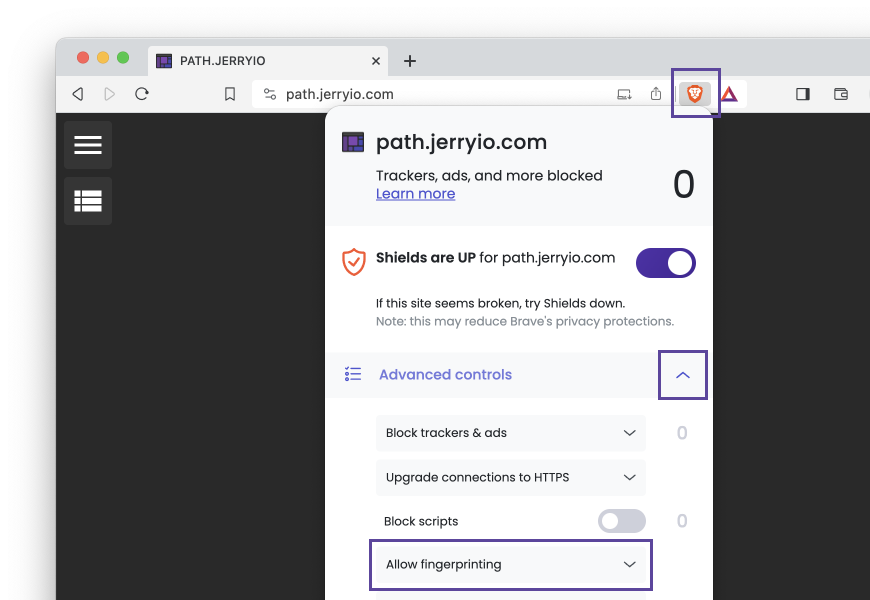 PATH.JERRYIO
path.jerryio.com
path.jerryio.com
Trackers, ads, and more blocked
Learn more
0
Shields are UP for path.jerryio.com
If this site seems broken, try Shields down.
Note: this may reduce Brave's privacy protections.
Advanced controls
Block trackers & ads 0
Upgrade connections to HTTPS
Block scripts 0
Allow fingerprinting